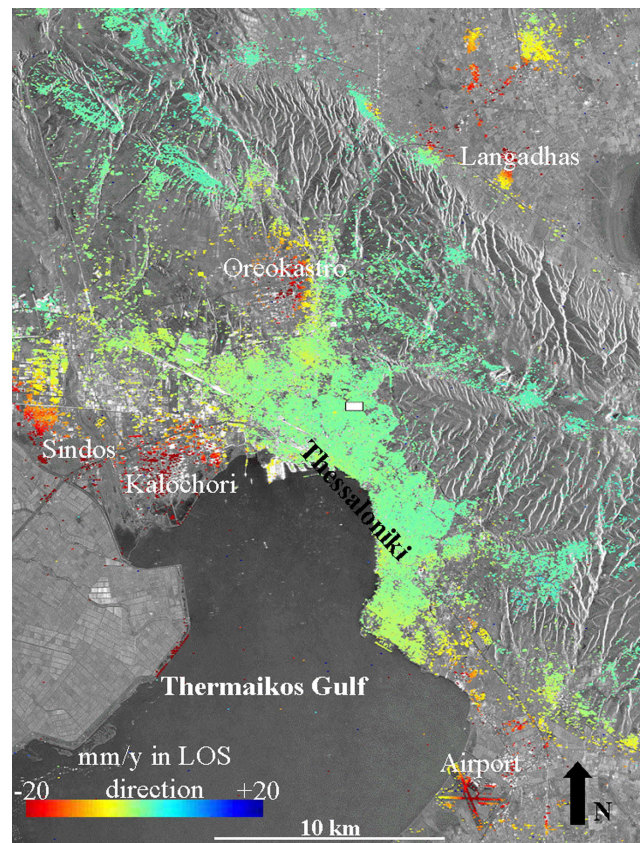 Langadhas
Oreokastro
Sindos
Kalochori
Thessaloniki
Thermaikos Gulf
mm/y in LOS
direction
-20
+20
Airport
N
10 km